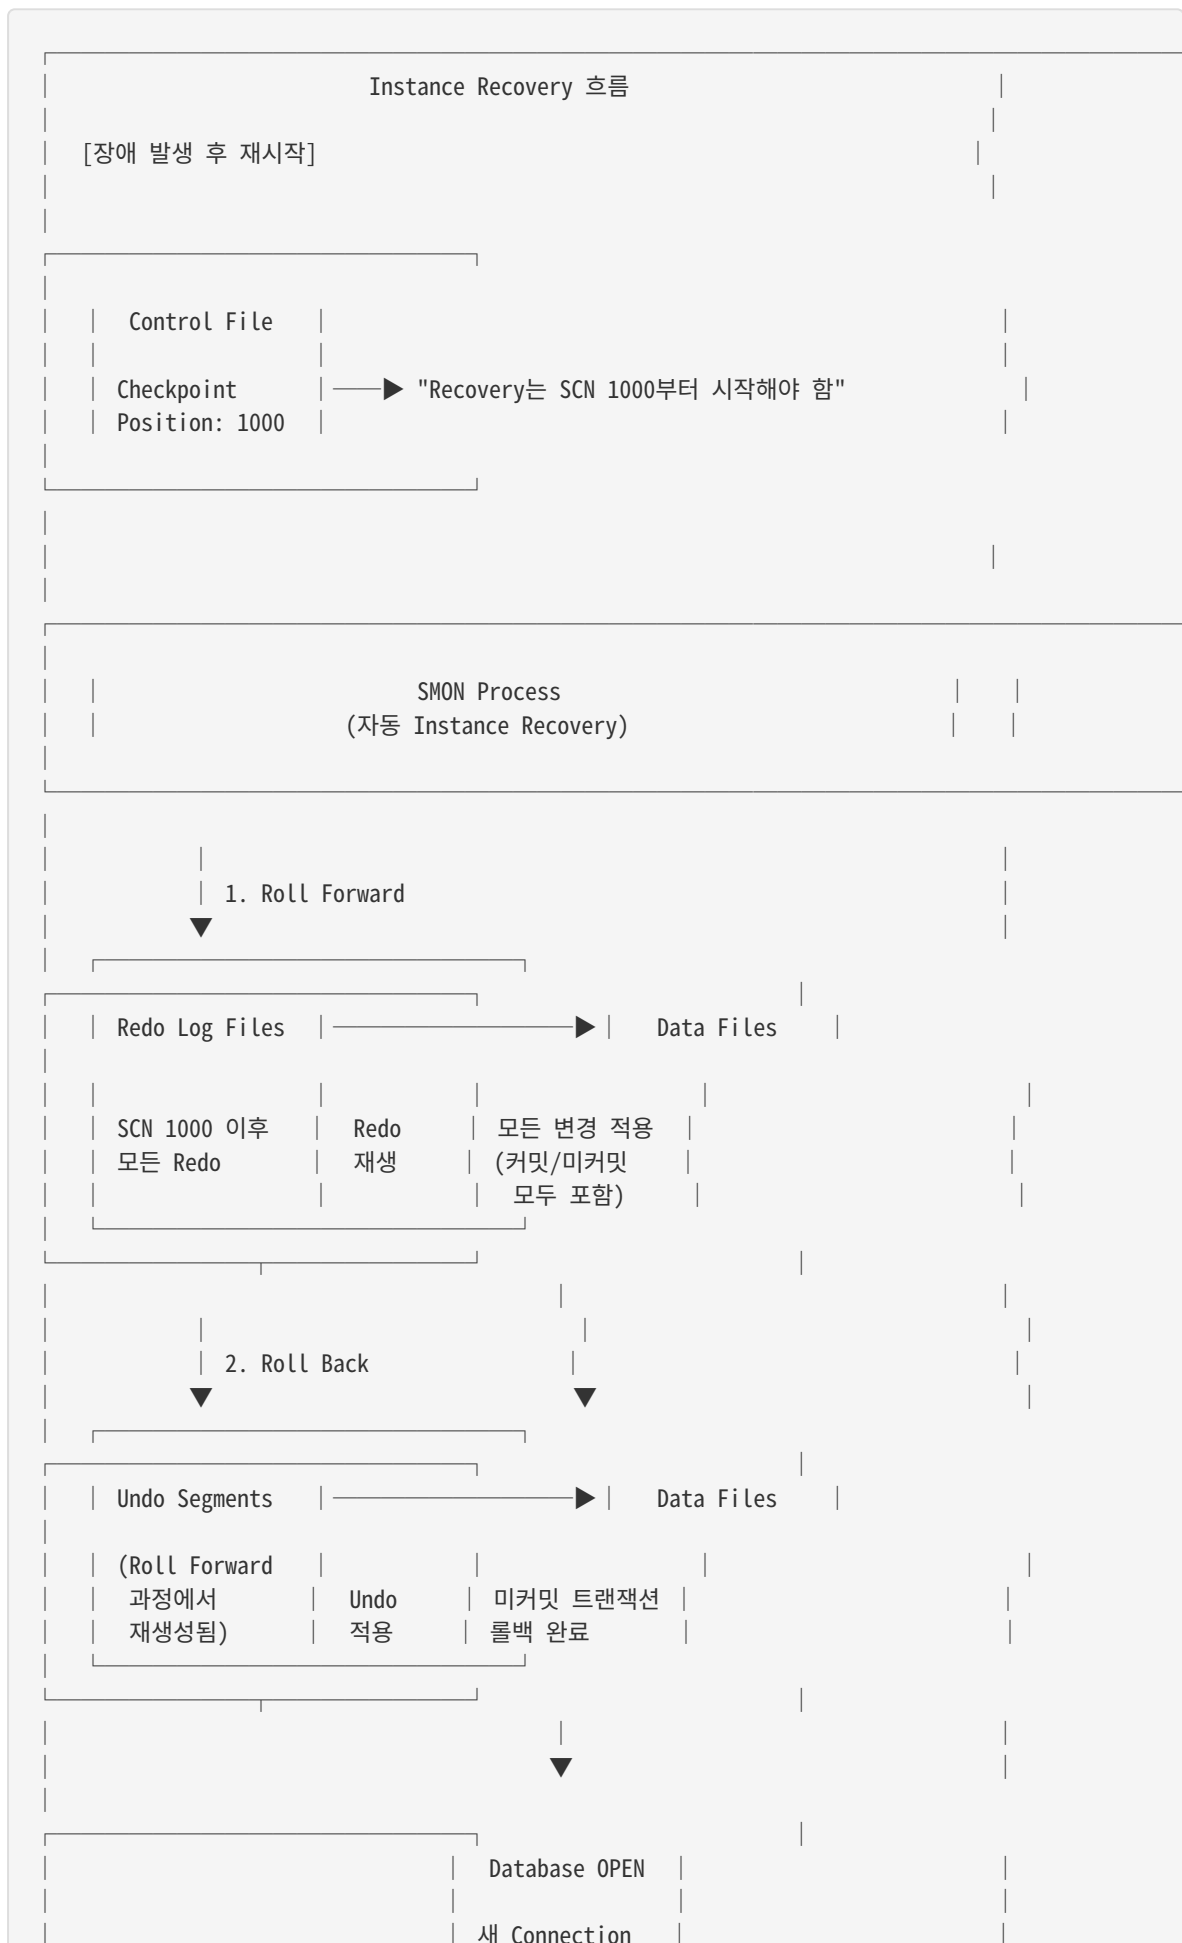 Instance Recovery 흐름
[장애 발생 후 재시작]
Control File
Checkpoint ──▶ "Recovery는 SCN 1000부터 시작해야 함"
Position: 1000
SMON Process
(자동 Instance Recovery)
1. Roll Forward
▼
Redo Log Files ──────────▶ Data Files
SCN 1000 이후 Redo 모든 변경 적용
모든 Redo 재생 (커밋/미커밋
모두 포함)
2. Roll Back
▼ ▼
Undo Segments ──────────▶ Data Files
(Roll Forward
과정에서 Undo 미커밋 트랜잭션
재생성됨) 적용 롤백 완료
▼
Database OPEN
새 Connection